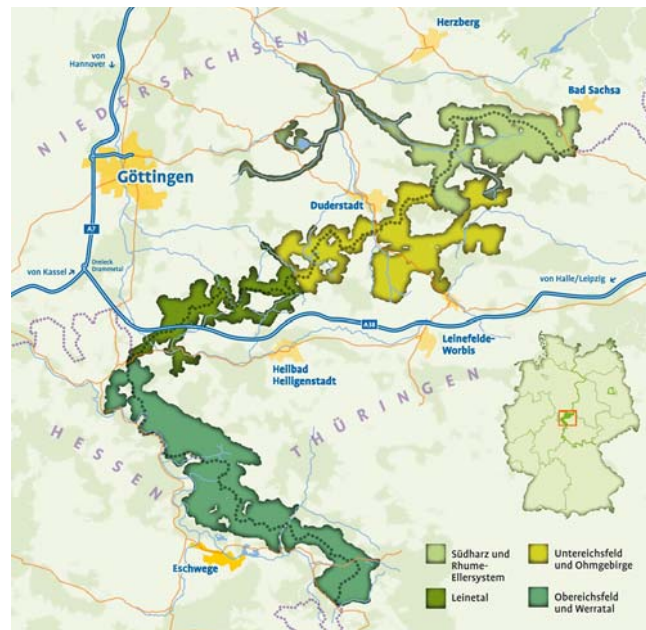 Herzberg
von
Hannover
NIEDERSACHSEN
HARZ
Bad Sachsa
Göttingen
Duderstadt
A7
von Kassel
Dreieck
Drammetal
von Halle/Leipzig
A38
Leinefelde-
Worbis
Heilbad
Heiligenstadt
THÜRINGEN
HESSEN
Eschwege
Südharz und
Rhume-
Ellersystem
Untereichsfeld
und Ohmgebirge
Leinetal
Obereichsfeld
und Werratal